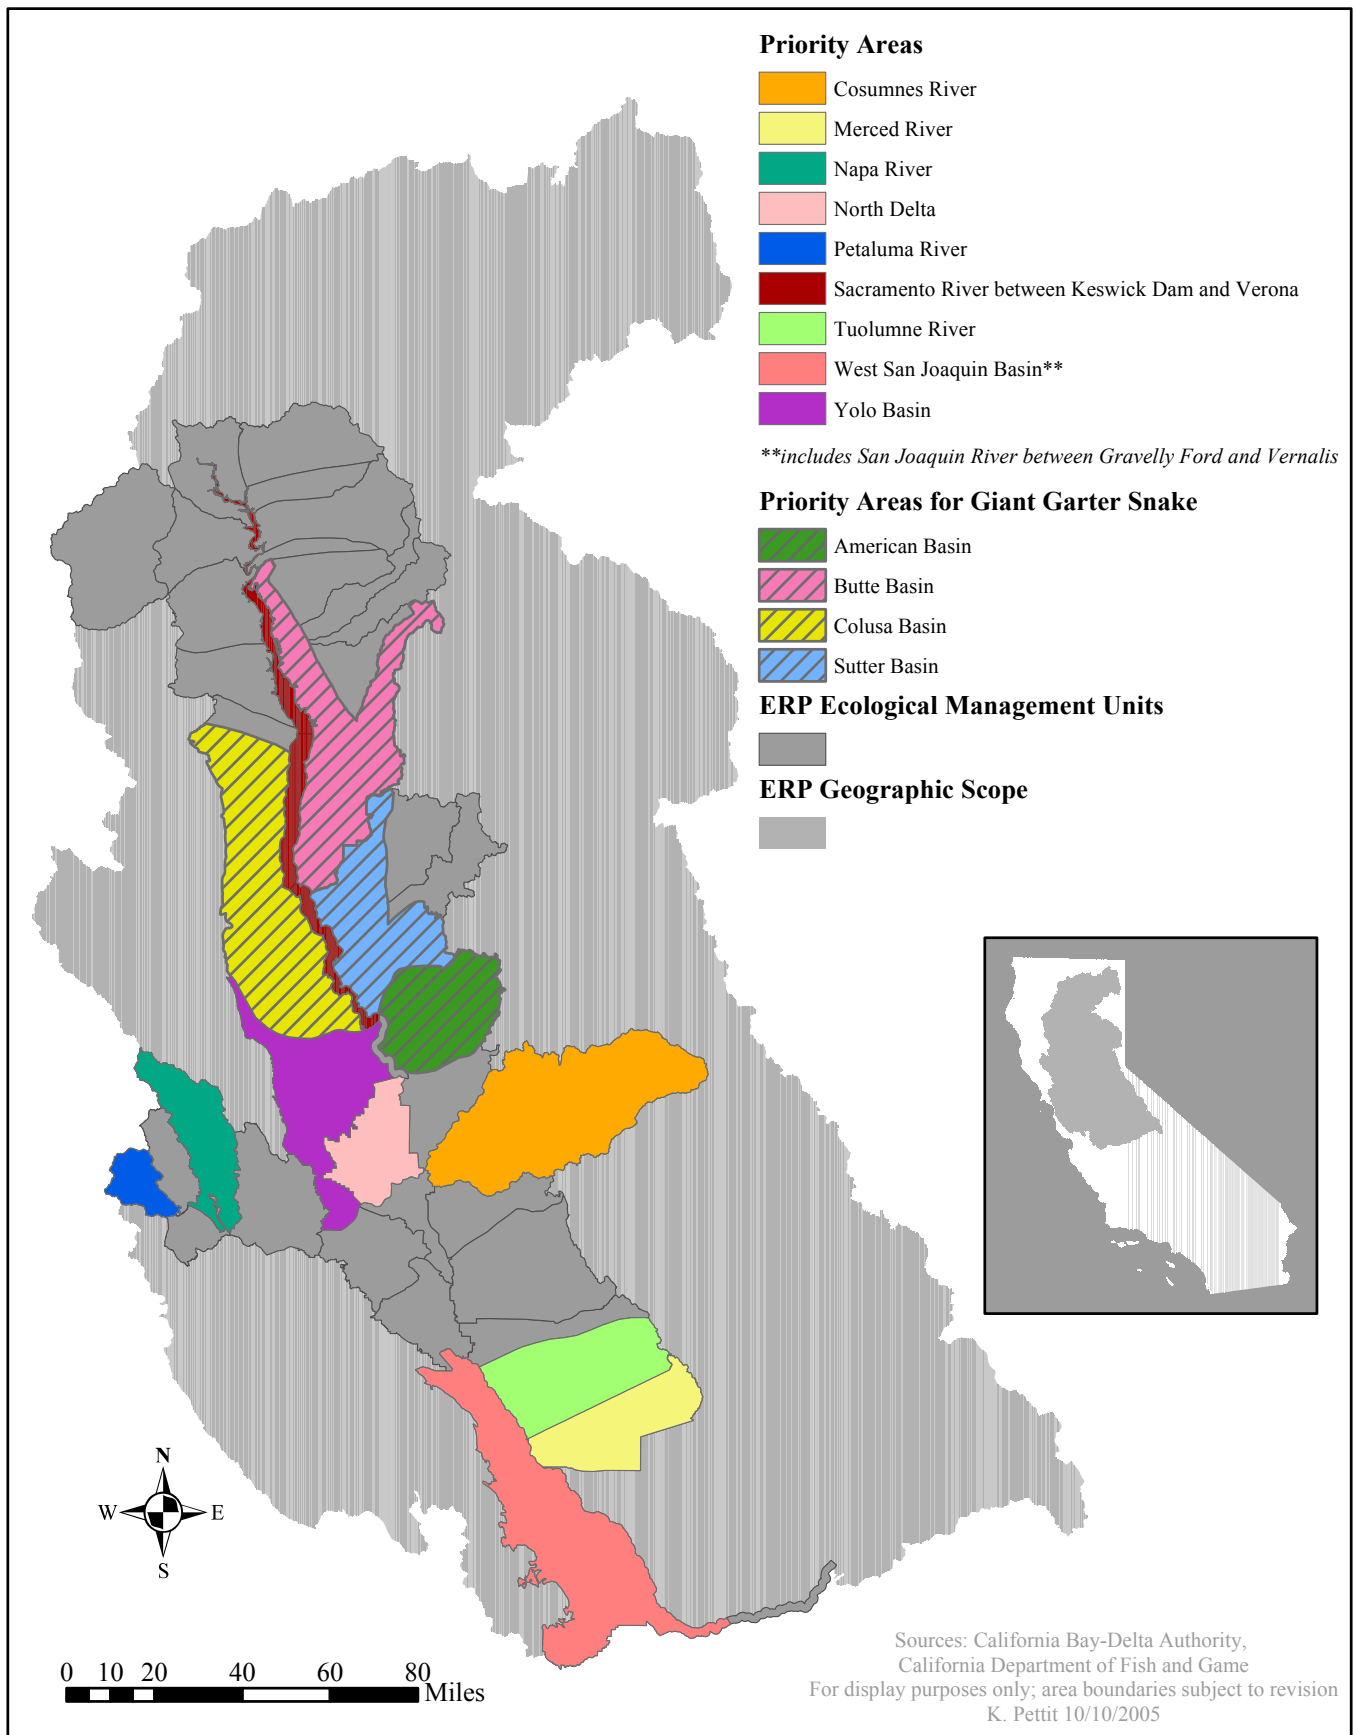 Priority Areas
Cosumnes River
Merced River
Napa River
North Delta
Petaluma River
Sacramento River between Keswick Dam and Verona
Tuolumne River
West San Joaquin Basin**
Yolo Basin
**includes San Joaquin River between Gravelly Ford and Vernalis
Priority Areas for Giant Garter Snake
American Basin
Butte Basin
Colusa Basin
Sutter Basin
ERP Ecological Management Units
ERP Geographic Scope
N
W E
S
0 10 20 40 60 80
Miles
Sources: California Bay-Delta Authority,
California Department of Fish and Game
For display purposes only; area boundaries subject to revision
K. Pettit 10/10/2005